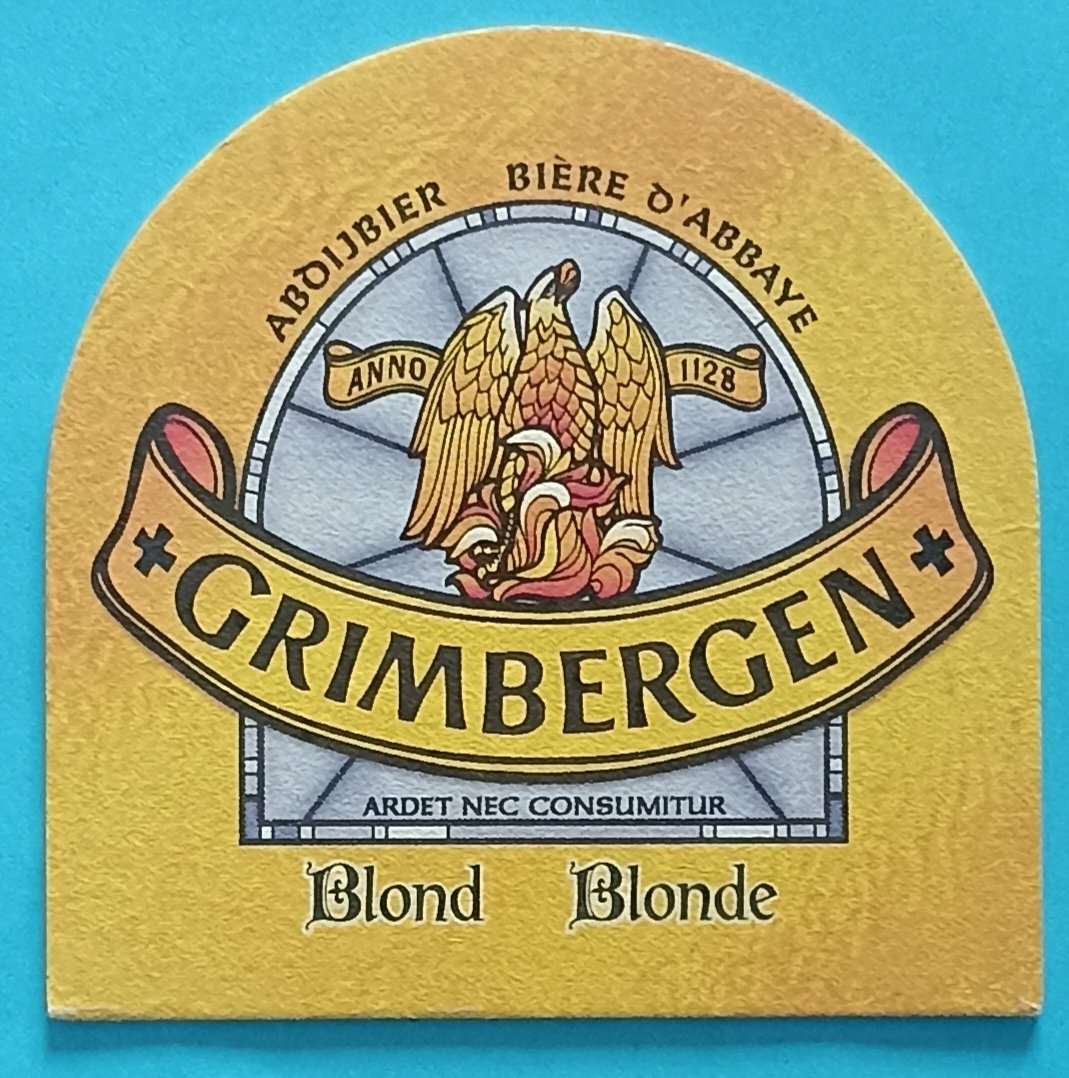 ABDIJBIER BIÈRE D'ABBAYE
ANNO 1128
GRIMBERGEN
ARDET NEC CONSUMITUR
Blond Blonde